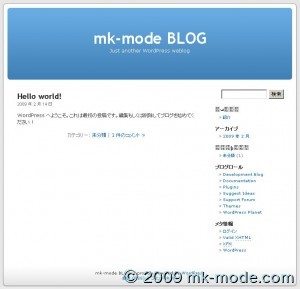 mk-mode BLOG
Just another WordPress weblog
検索
Hello world!
2009 年 2 月 14 日
WordPress へようこそ。これは最初の投稿です。編集もしくは削除してブログを始めてください !
カテゴリー: 未分類 | 1 件のコメント »
アーカイブ
2009 年 2 月
未分類 (1)
ブログロール
Development Blog
Documentation
Plugins
Suggest Ideas
Support Forum
Themes
WordPress Planet
メタ情報
ログイン
Valid XHTML
XFN
WordPress
mk-mode BLOG
© 2009 mk-mode.com